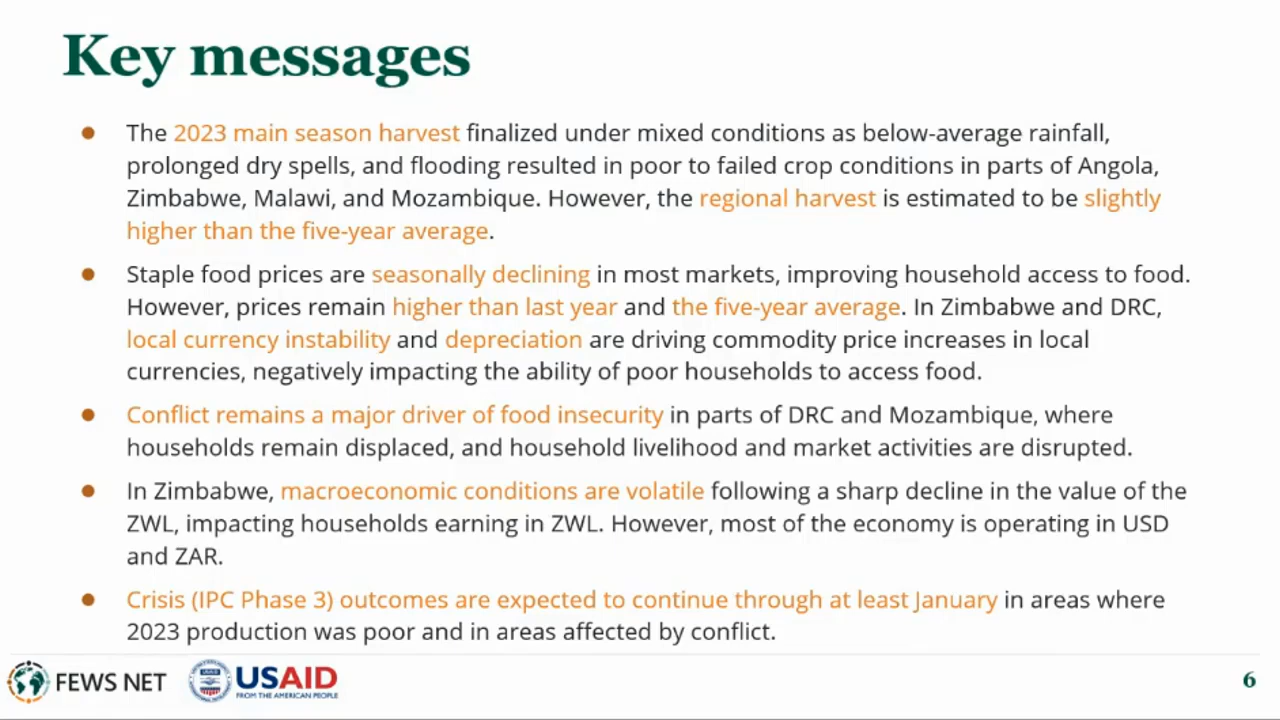 Key messages
The 2023 main season harvest finalized under mixed conditions as below-average rainfall,
prolonged dry spells, and flooding resulted in poor to failed crop conditions in parts of Angola,
Zimbabwe, Malawi, and Mozambique. However, the regional harvest is estimated to be slightly
higher than the five-year average.
Staple food prices are seasonally declining in most markets, improving household access to food.
However, prices remain higher than last year and the five-year average. In Zimbabwe and DRC,
local currency instability and depreciation are driving commodity price increases in local
currencies, negatively impacting the ability of poor households to access food.
Conflict remains a major driver of food insecurity in parts of DRC and Mozambique, where
households remain displaced, and household livelihood and market activities are disrupted.
In Zimbabwe, macroeconomic conditions are volatile following a sharp decline in the value of the
ZWL, impacting households earning in ZWL. However, most of the economy is operating in USD
and ZAR.
Crisis (IPC Phase 3) outcomes are expected to continue through at least January in areas where
2023 production was poor and in areas affected by conflict.
FEWS NET
USAID
FROM THE AMERICAN PEOPLE
6